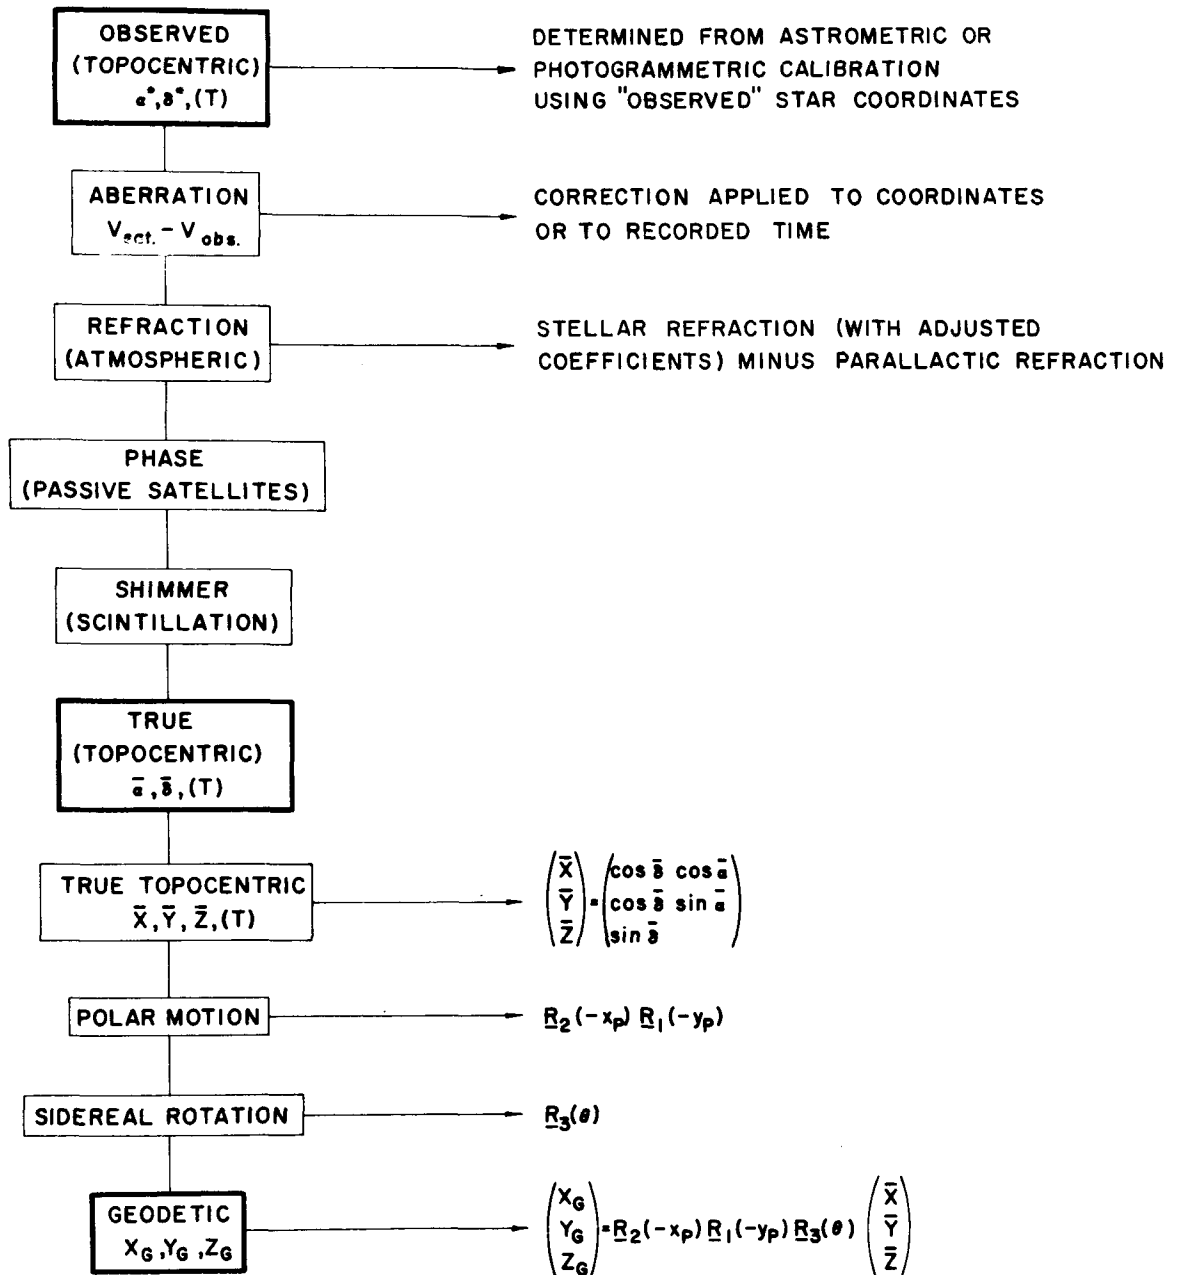 OBSERVED
(TOPOCENTRIC)
α*, δ*, (T)
DETERMINED FROM ASTROMETRIC OR
PHOTOGRAMMETRIC CALIBRATION
USING "OBSERVED" STAR COORDINATES
ABERRATION
V_act. - V_obs.
CORRECTION APPLIED TO COORDINATES
OR TO RECORDED TIME
REFRACTION
(ATMOSPHERIC)
STELLAR REFRACTION (WITH ADJUSTED
COEFFICIENTS) MINUS PARALLACTIC REFRACTION
PHASE
(PASSIVE SATELLITES)
SHIMMER
(SCINTILLATION)
TRUE
(TOPOCENTRIC)
ᾱ, δ̄, (T)
TRUE TOPOCENTRIC
X̄, Ȳ, Z̄, (T)
X̄ = cos δ̄ cos ᾱ
Ȳ cos δ̄ sin ᾱ
Z̄ sin δ̄
POLAR MOTION
R₂(-x_P) R₁(-y_P)
SIDEREAL ROTATION
R₃(θ)
GEODETIC
X_G, Y_G, Z_G
X_G X̄
Y_G = R₂(-x_P) R₁(-y_P) R₃(θ) Ȳ
Z_G Z̄